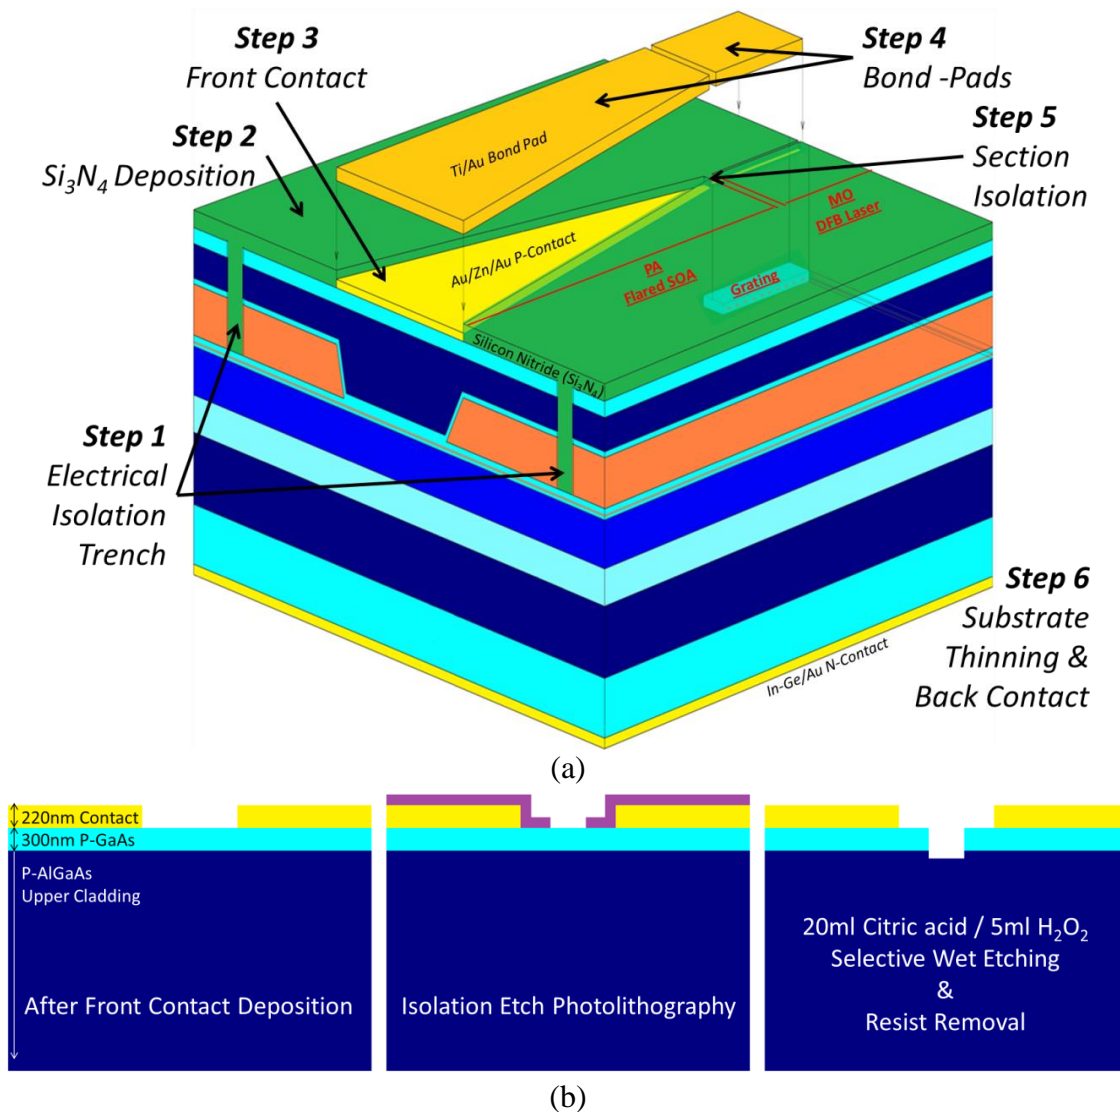 Step 3
Front Contact
Step 4
Bond -Pads
Step 2
Si₃N₄ Deposition
Step 5
Section
Isolation
Ti/Au Bond Pad
Au/Zn/Au P-Contact
MO
DFB Laser
PA
Flared SOA
Grating
Silicon Nitride (Si₃N₄)
Step 1
Electrical
Isolation
Trench
Step 6
Substrate
Thinning &
Back Contact
In-Ge/Au N-Contact
(a)
220nm Contact
300nm P-GaAs
P-AlGaAs
Upper Cladding
After Front Contact Deposition
Isolation Etch Photolithography
20ml Citric acid / 5ml H₂O₂
Selective Wet Etching
&
Resist Removal
(b)